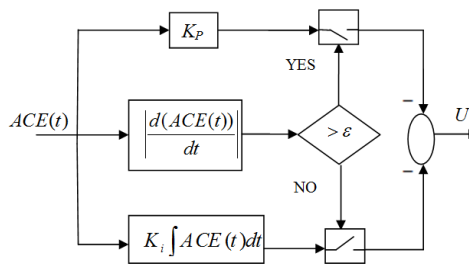 K_P
YES
ACE(t)
|d(ACE(t))/dt|
> ε
−
U
−
NO
K_i ∫ ACE(t)dt